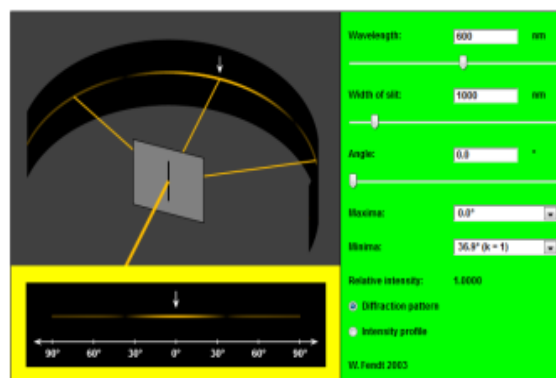 Wavelength: 600 nm
Width of slit: 1000 nm
Angle: 0.0 °
Maxima: 0.0°
Minima: 36.9° (k = 1)
Relative intensity: 1.0000
Diffraction pattern
Intensity profile
W. Fendt 2003
90° 60° 30° 0° 30° 60° 90°